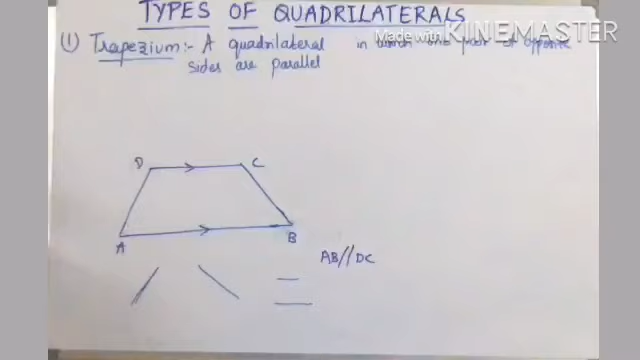 TYPES OF QUADRILATERALS
Made with KINEMASTER
(1) Trapezium:- A quadrilateral in which one pair of opposite
sides are parallel
D C
A B
AB//DC